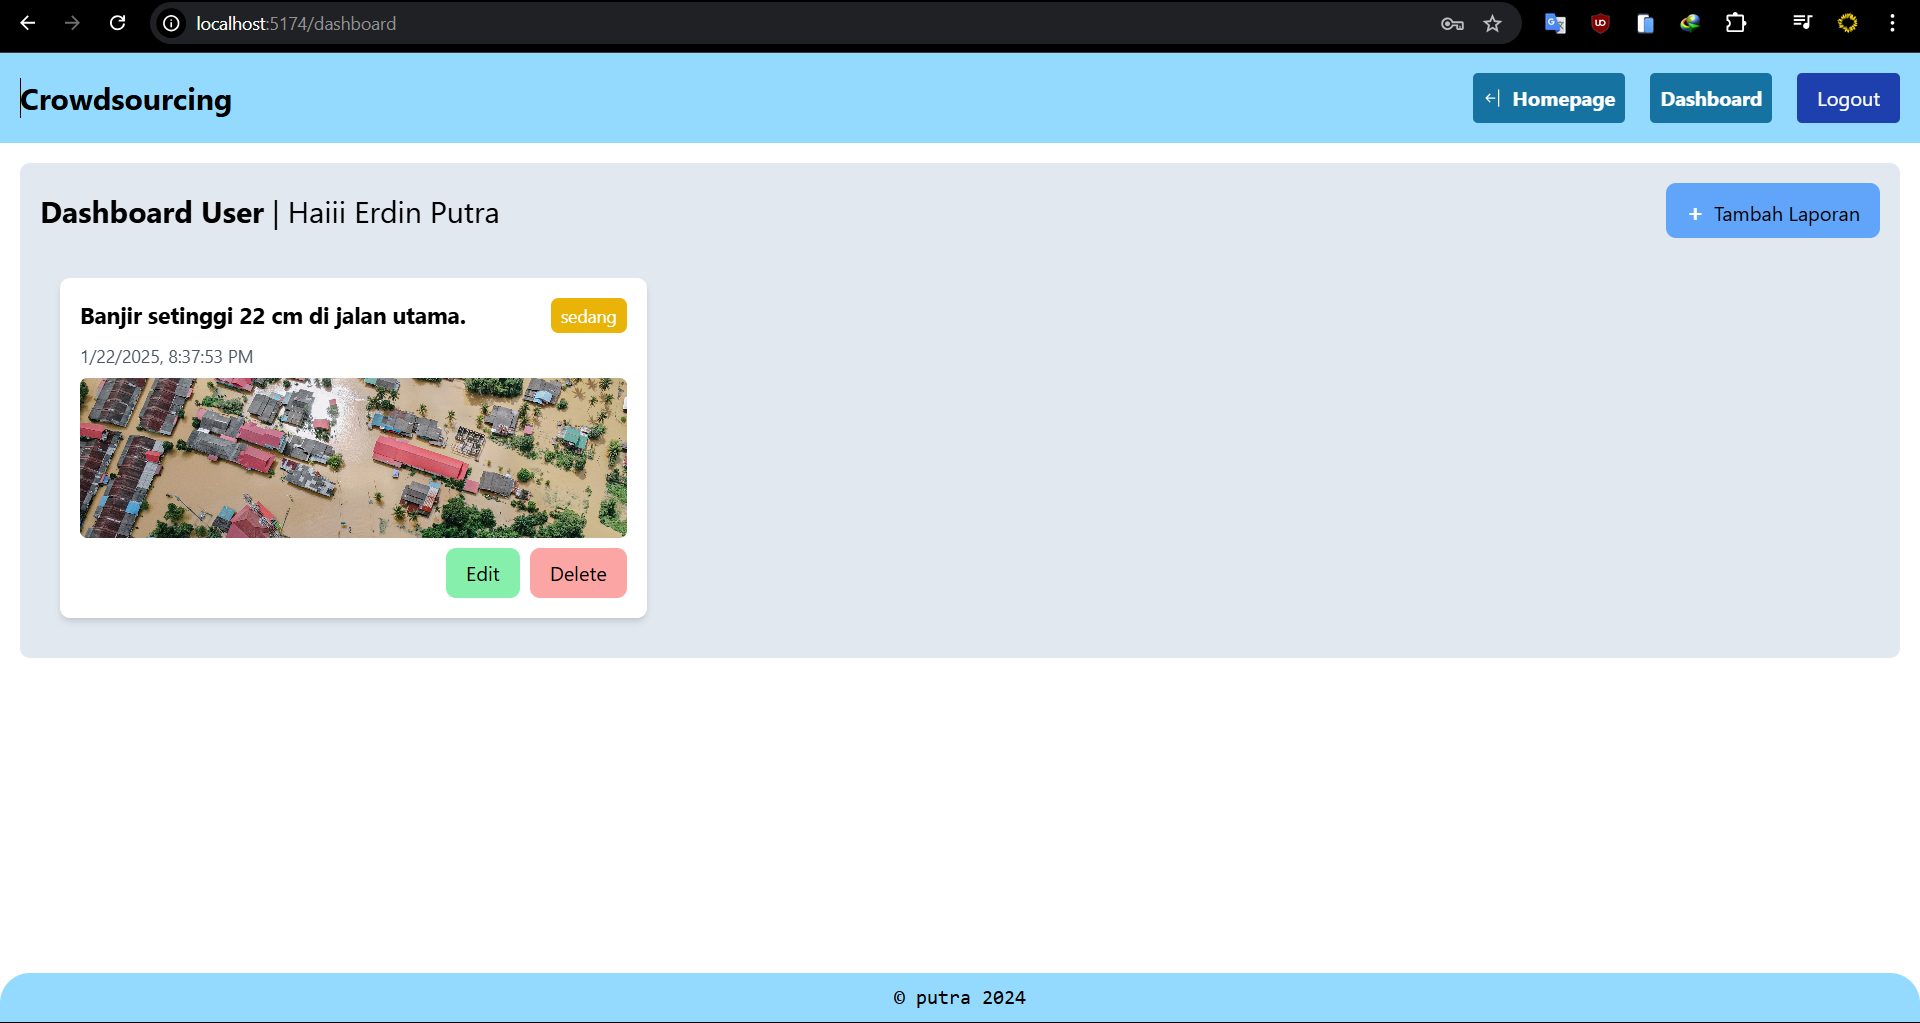 localhost:5174/dashboard
Crowdsourcing
Homepage
Dashboard
Logout
Dashboard User | Haiii Erdin Putra
+ Tambah Laporan
Banjir setinggi 22 cm di jalan utama.
sedang
1/22/2025, 8:37:53 PM
Edit
Delete
© putra 2024